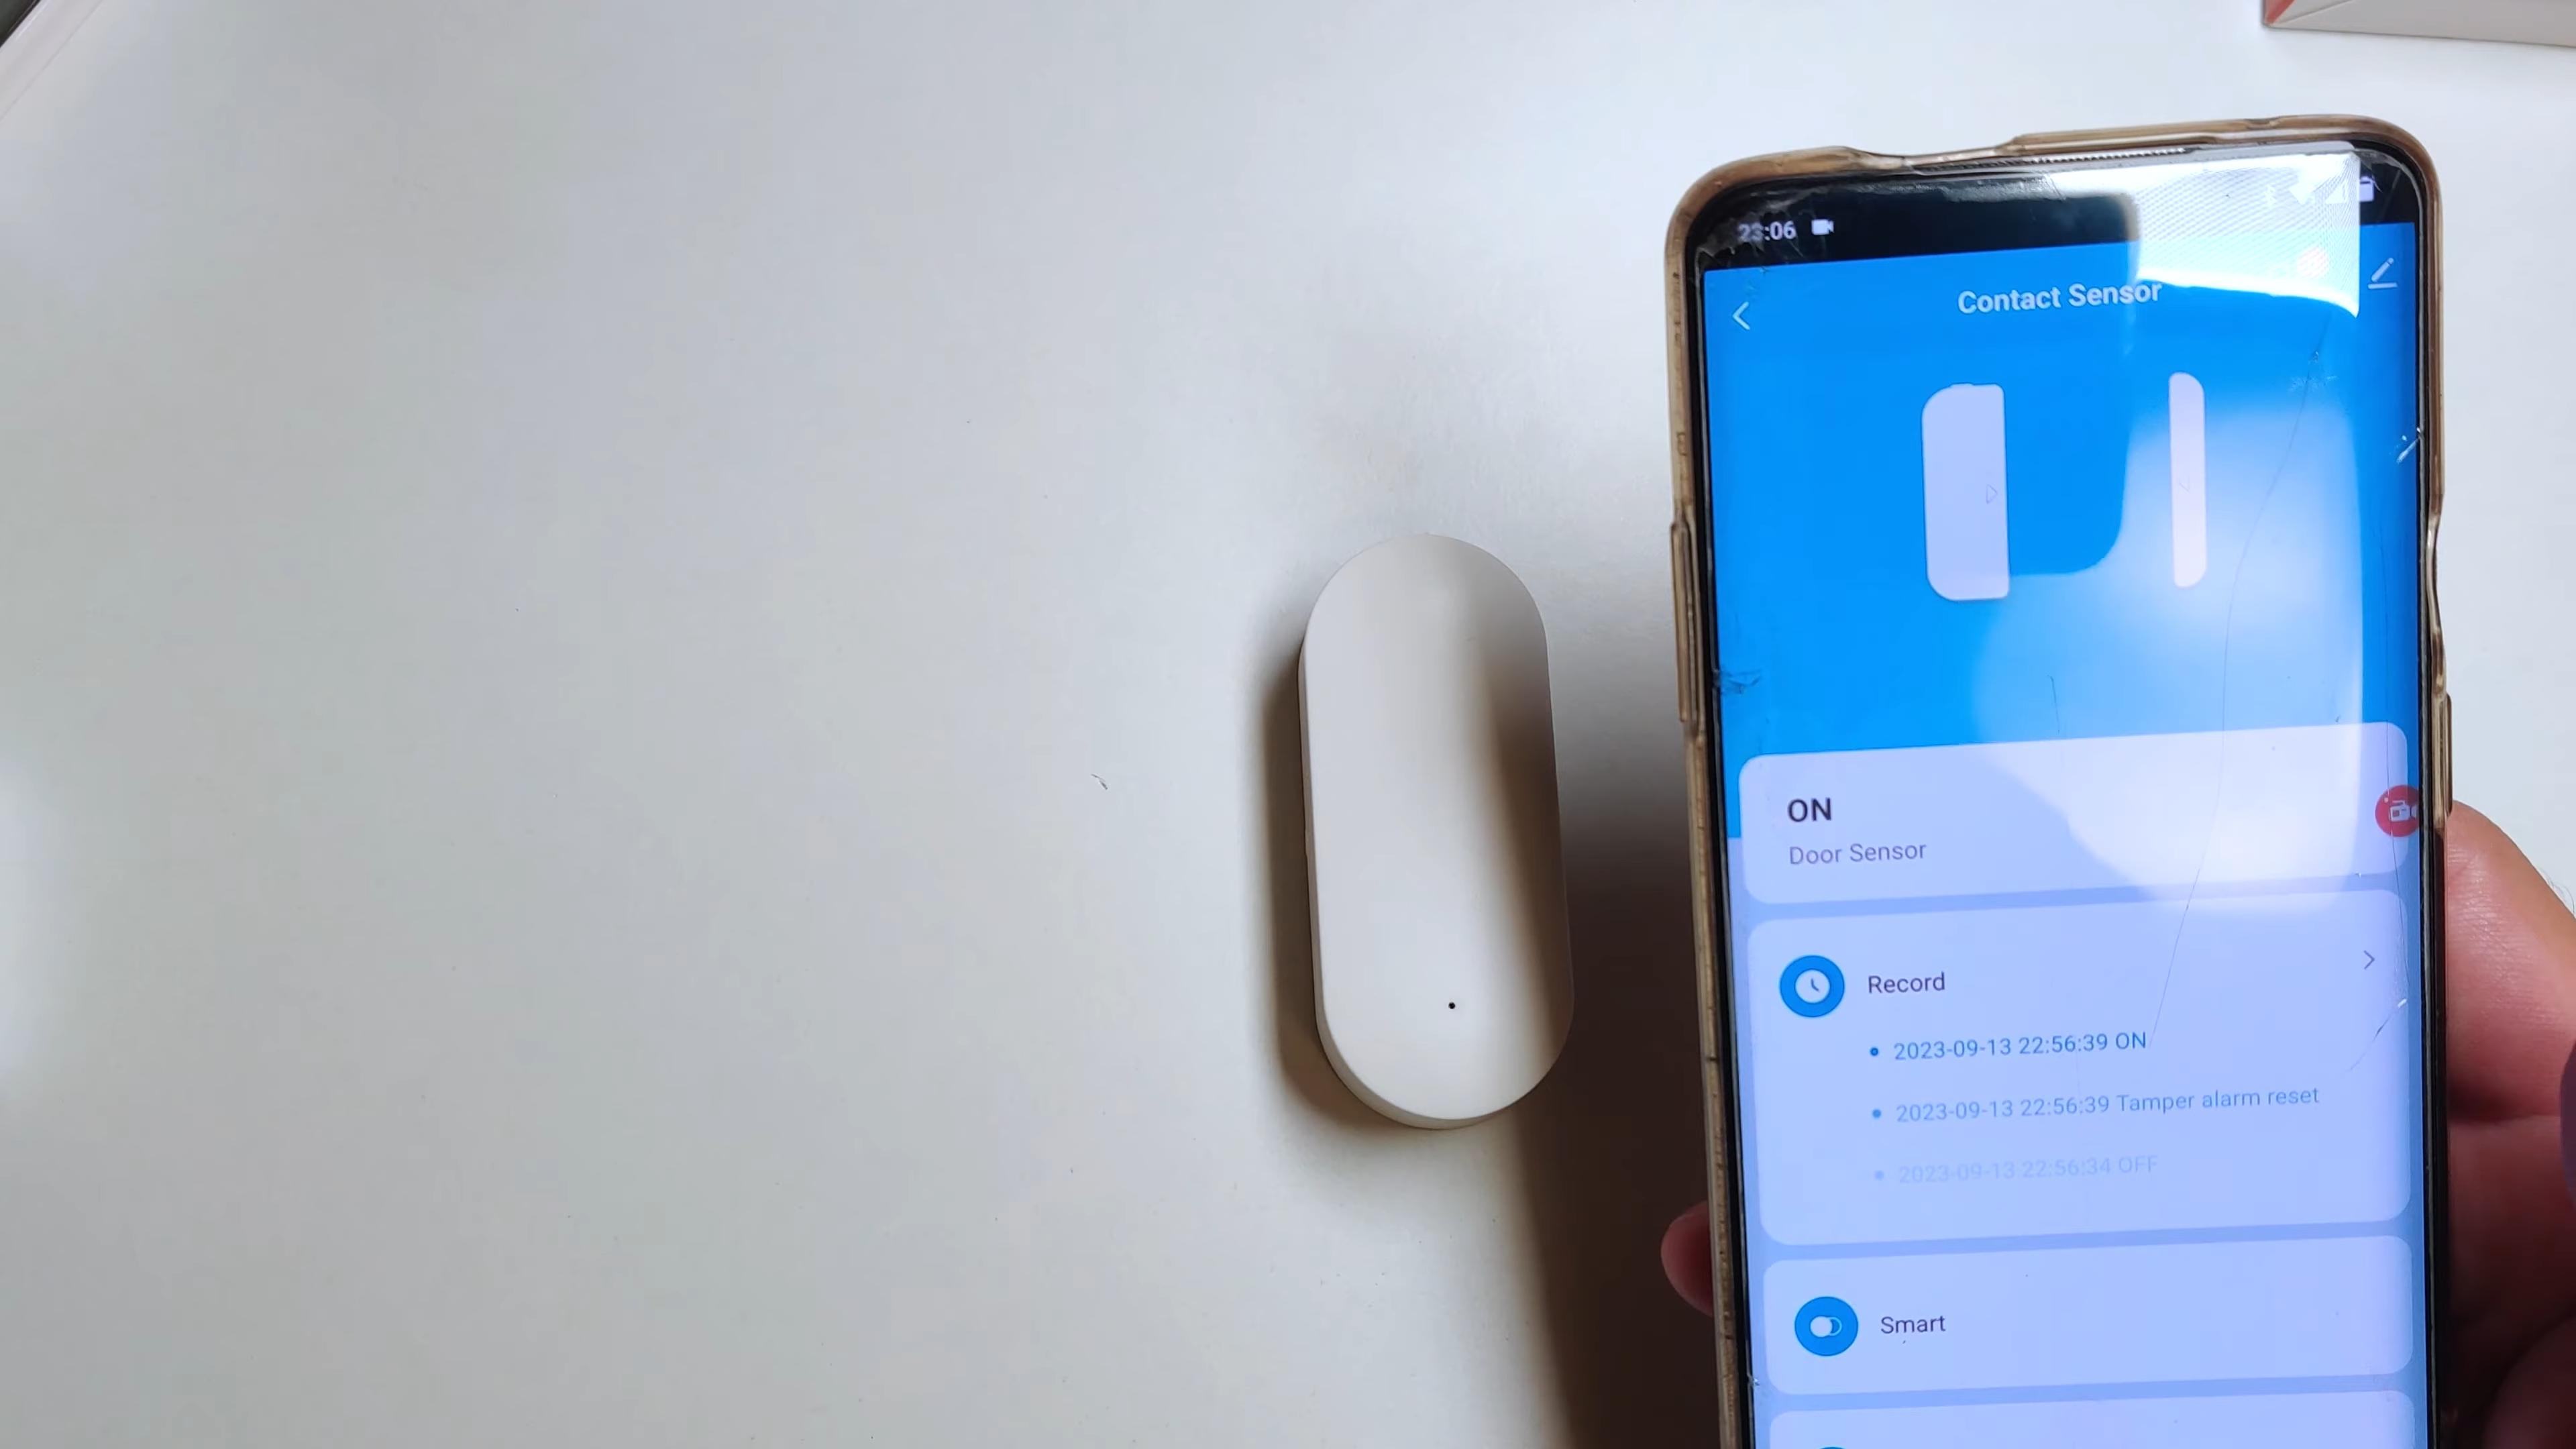 23:06
Contact Sensor
ON
Door Sensor
Record
2023-09-13 22:56:39 ON
2023-09-13 22:56:39 Tamper alarm reset
2023-09-13 22:56:34 OFF
Smart